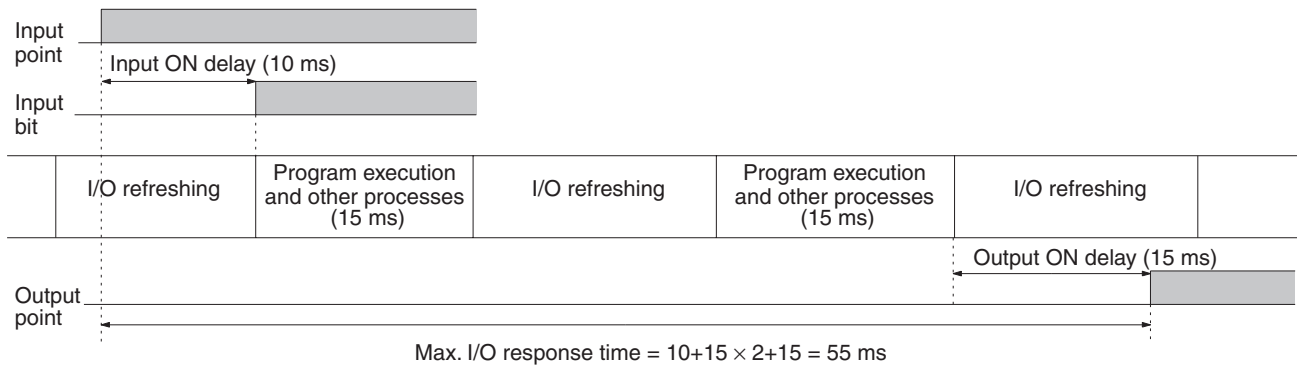 Input
point
Input ON delay (10 ms)
Input
bit
I/O refreshing
Program execution
and other processes
(15 ms)
I/O refreshing
Program execution
and other processes
(15 ms)
I/O refreshing
Output ON delay (15 ms)
Output
point
Max. I/O response time = 10+15 × 2+15 = 55 ms